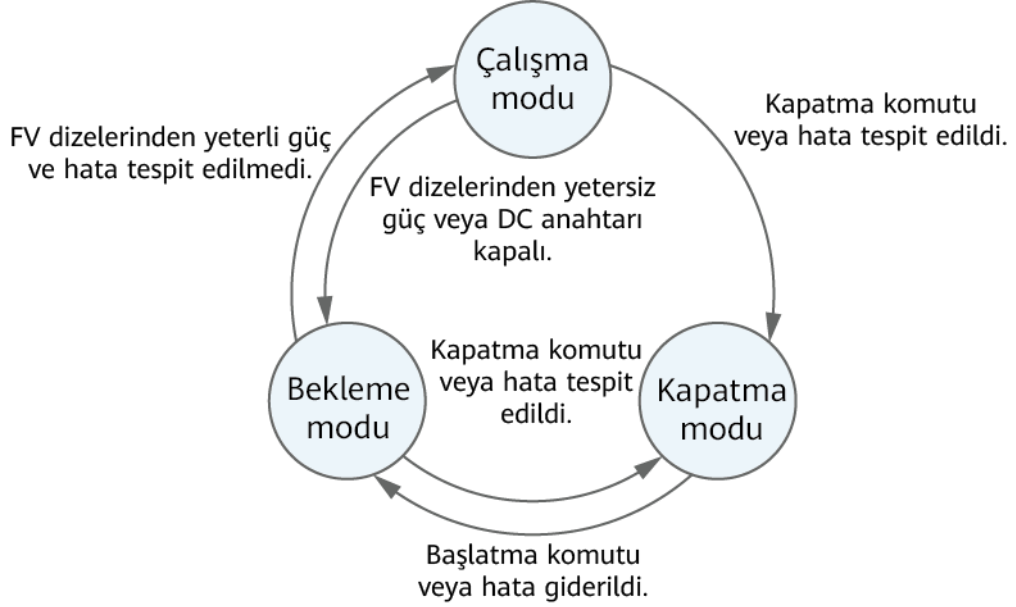 Çalışma
modu
Kapatma komutu
veya hata tespit edildi.
FV dizelerinden yeterli güç
ve hata tespit edilmedi.
FV dizelerinden yetersiz
güç veya DC anahtarı
kapalı.
Kapatma komutu
veya hata tespit
edildi.
Bekleme
modu
Kapatma
modu
Başlatma komutu
veya hata giderildi.